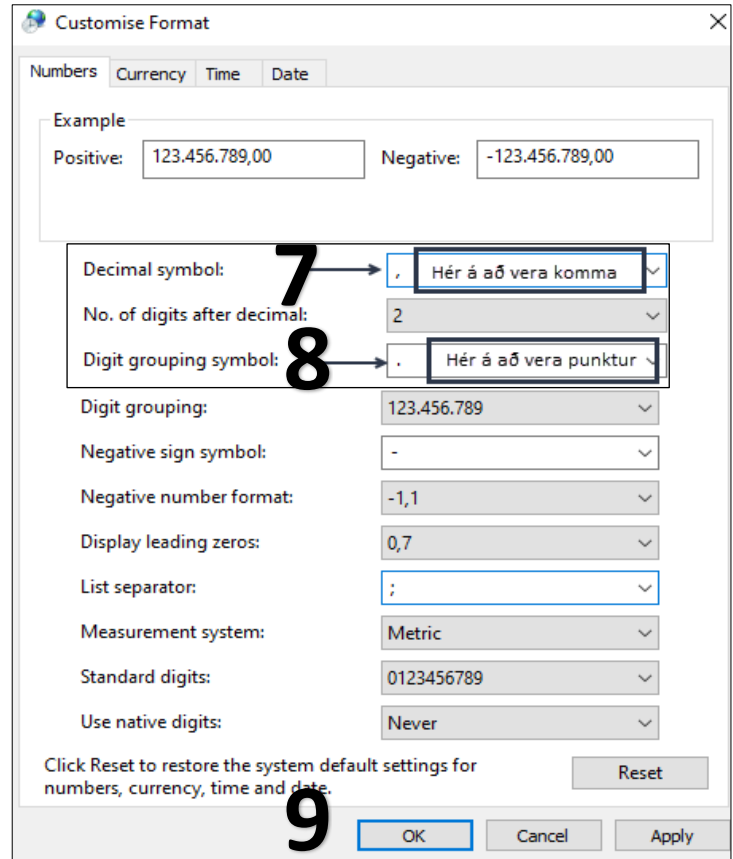 Customise Format
Numbers Currency Time Date
Example
Positive: 123.456.789,00 Negative: -123.456.789,00
7
Decimal symbol: , Hér á að vera komma
No. of digits after decimal: 2
8
Digit grouping symbol: . Hér á að vera punktur
Digit grouping: 123.456.789
Negative sign symbol: -
Negative number format: -1,1
Display leading zeros: 0,7
List separator: ;
Measurement system: Metric
Standard digits: 0123456789
Use native digits: Never
Click Reset to restore the system default settings for
numbers, currency, time and date.
Reset
9
OK Cancel Apply